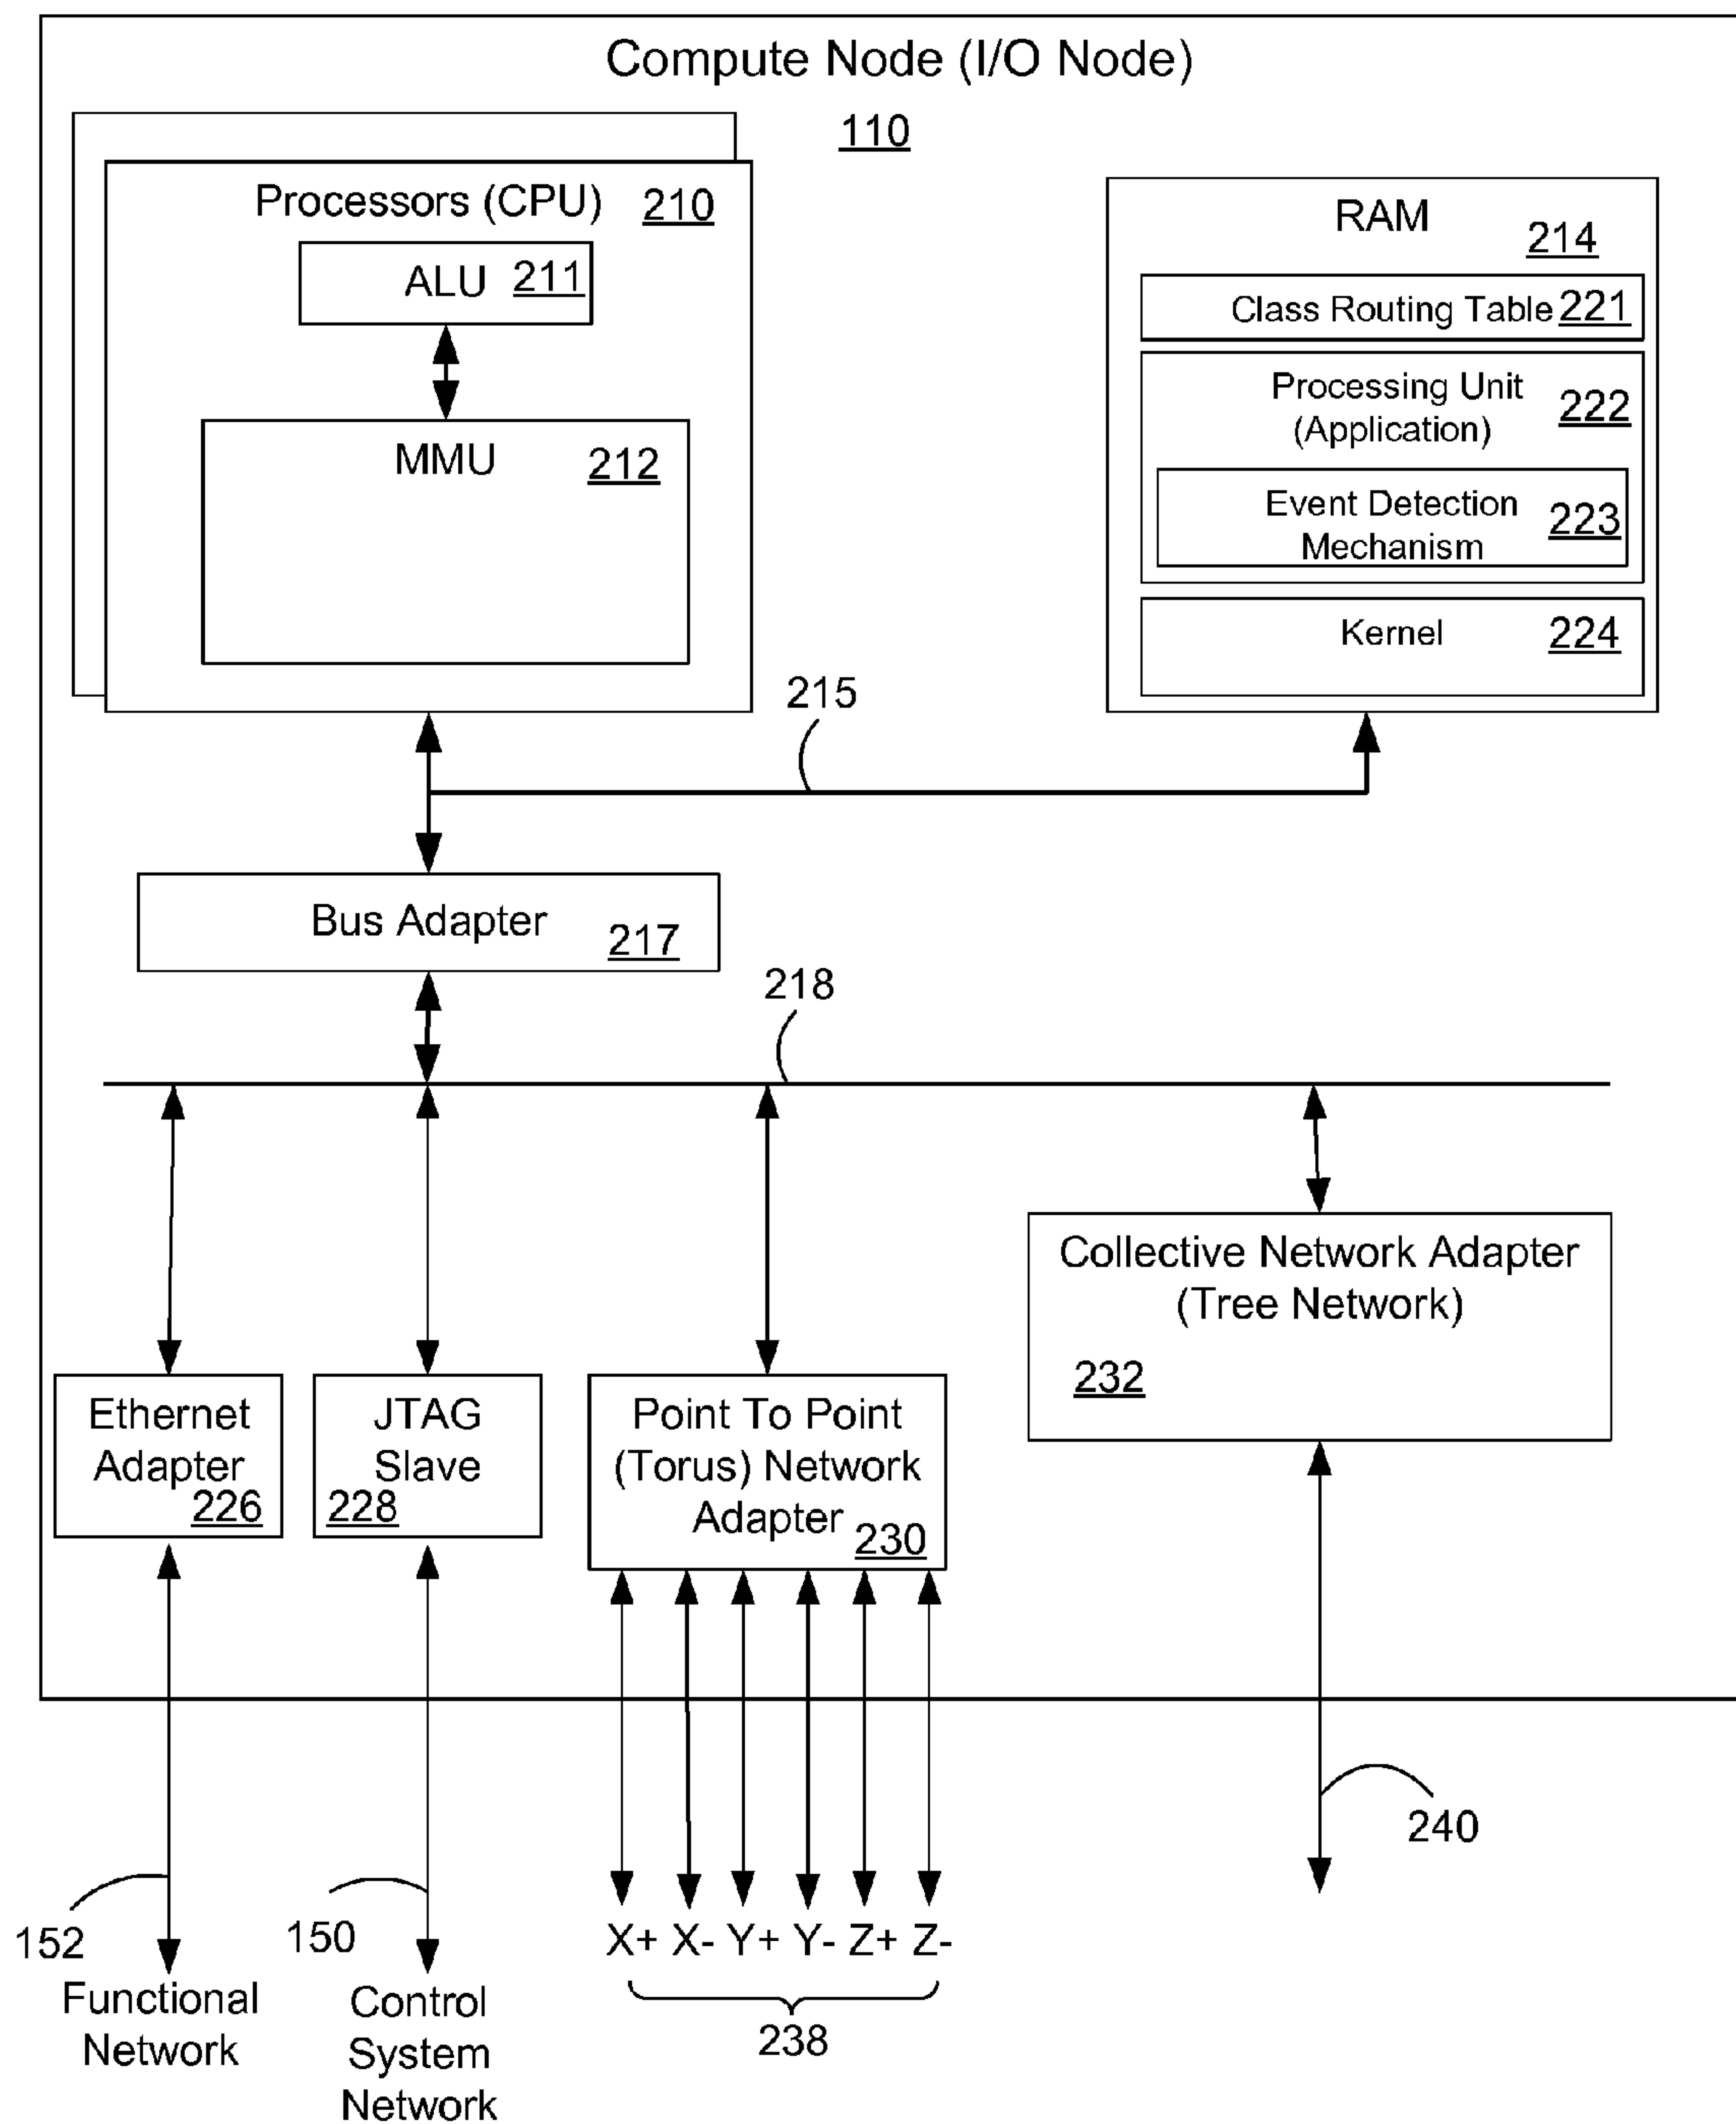 Compute Node (I/O Node)
110
Processors (CPU) 210
ALU 211
MMU 212
RAM
214
Class Routing Table 221
Processing Unit
(Application)
222
Event Detection
Mechanism
223
Kernel 224
215
Bus Adapter 217
218
Collective Network Adapter
(Tree Network)
232
Ethernet
Adapter
226
JTAG
Slave
228
Point To Point
(Torus) Network
Adapter
230
240
152
150
X+ X- Y+ Y- Z+ Z-
238
Functional
Network
Control
System
Network